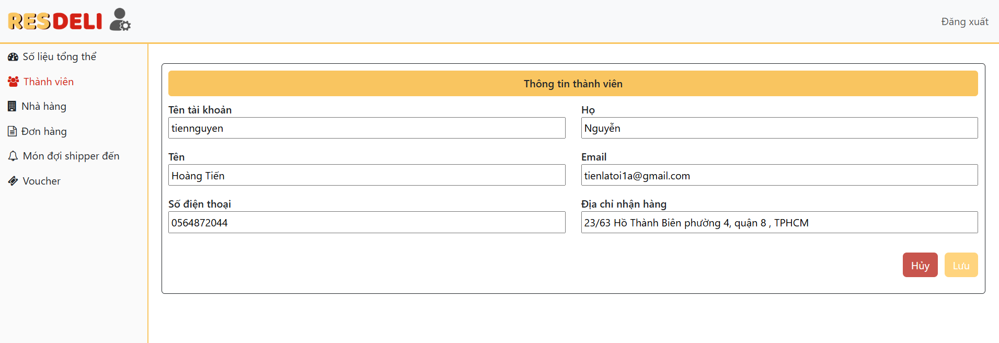 RESDELI
Đăng xuất
Số liệu tổng thể
Thành viên
Nhà hàng
Đơn hàng
Món đợi shipper đến
Voucher
Thông tin thành viên
Tên tài khoản
tiennguyen
Họ
Nguyễn
Tên
Hoàng Tiến
Email
tienlatoi1a@gmail.com
Số điện thoại
0564872044
Địa chỉ nhận hàng
23/63 Hồ Thành Biên phường 4, quận 8 , TPHCM
Hủy
Lưu